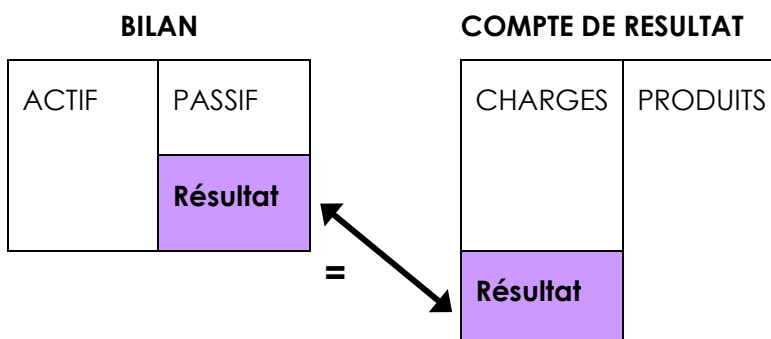 BILAN
ACTIF
PASSIF
Résultat
=
COMPTE DE RESULTAT
CHARGES
PRODUITS
Résultat